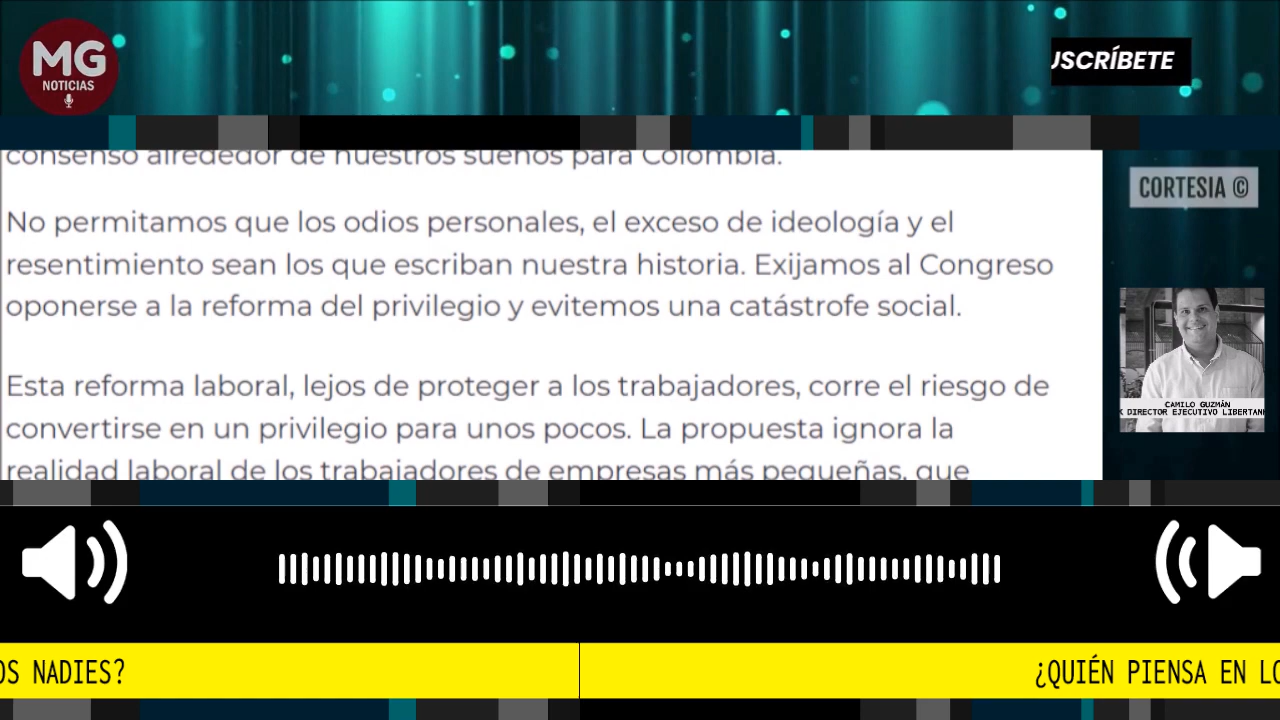 MG
NOTICIAS
USCRÍBETE
consenso alrededor de nuestros sueños para Colombia.
CORTESIA ©
No permitamos que los odios personales, el exceso de ideología y el
resentimiento sean los que escriban nuestra historia. Exijamos al Congreso
oponerse a la reforma del privilegio y evitemos una catástrofe social.
Esta reforma laboral, lejos de proteger a los trabajadores, corre el riesgo de
convertirse en un privilegio para unos pocos. La propuesta ignora la
realidad laboral de los trabajadores de empresas más pequeñas, que
CAMILO GUZMÁN
X DIRECTOR EJECUTIVO LIBERTANK
OS NADIES?
¿QUIÉN PIENSA EN LO